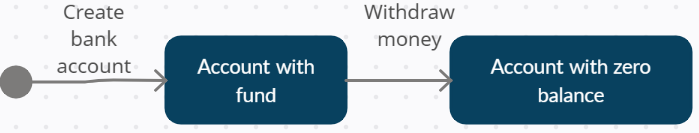 Create
bank
account
Account with
fund
Withdraw
money
Account with zero
balance